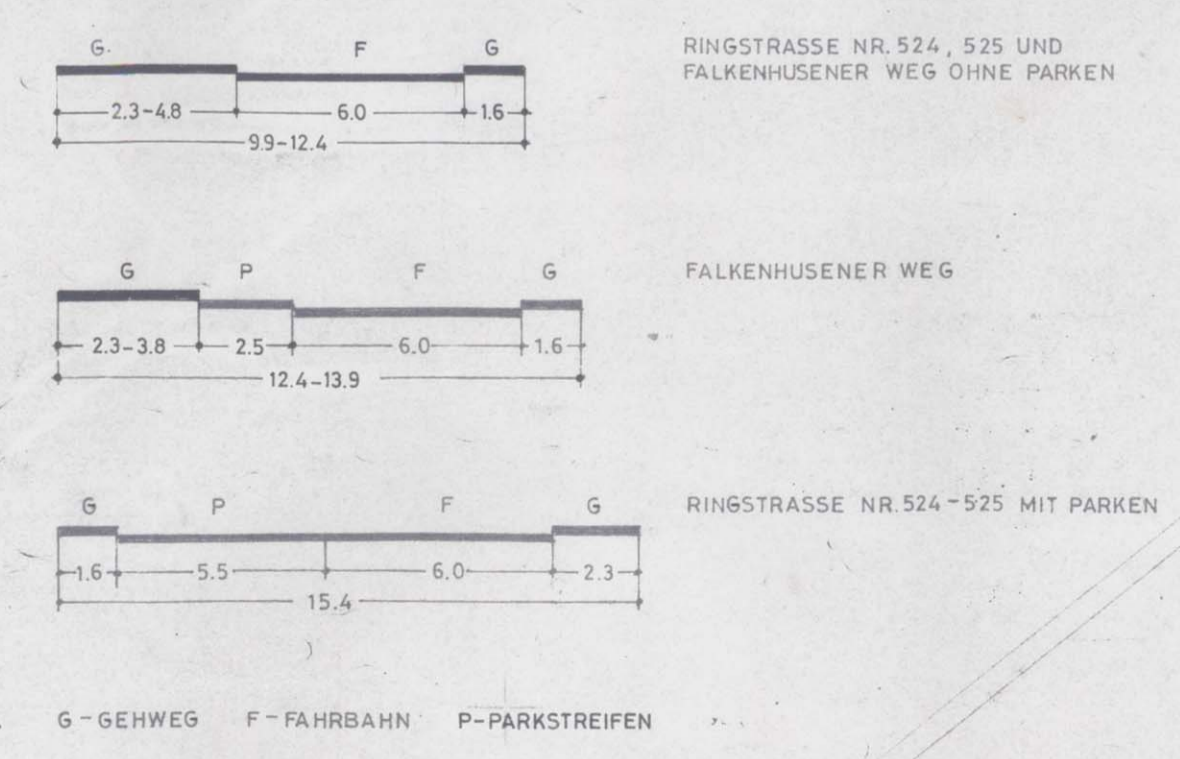 G F G
RINGSTRASSE NR. 524, 525 UND
FALKENHUSENER WEG OHNE PARKEN
2.3-4.8 6.0 1.6
9.9-12.4
G P F G
FALKENHUSENER WEG
2.3-3.8 2.5 6.0 1.6
12.4-13.9
G P F G
RINGSTRASSE NR. 524-525 MIT PARKEN
1.6 5.5 6.0 2.3
15.4
G-GEHWEG F-FAHRBAHN P-PARKSTREIFEN